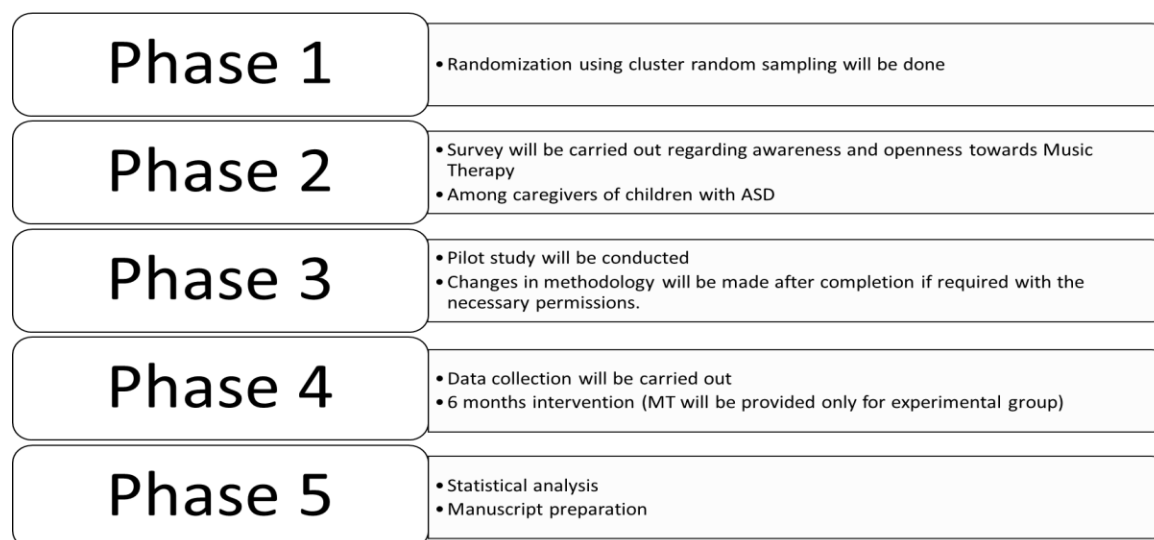 Phase 1
• Randomization using cluster random sampling will be done
Phase 2
• Survey will be carried out regarding awareness and openness towards Music
Therapy
• Among caregivers of children with ASD
Phase 3
• Pilot study will be conducted
• Changes in methodology will be made after completion if required with the
necessary permissions.
Phase 4
• Data collection will be carried out
• 6 months intervention (MT will be provided only for experimental group)
Phase 5
• Statistical analysis
• Manuscript preparation